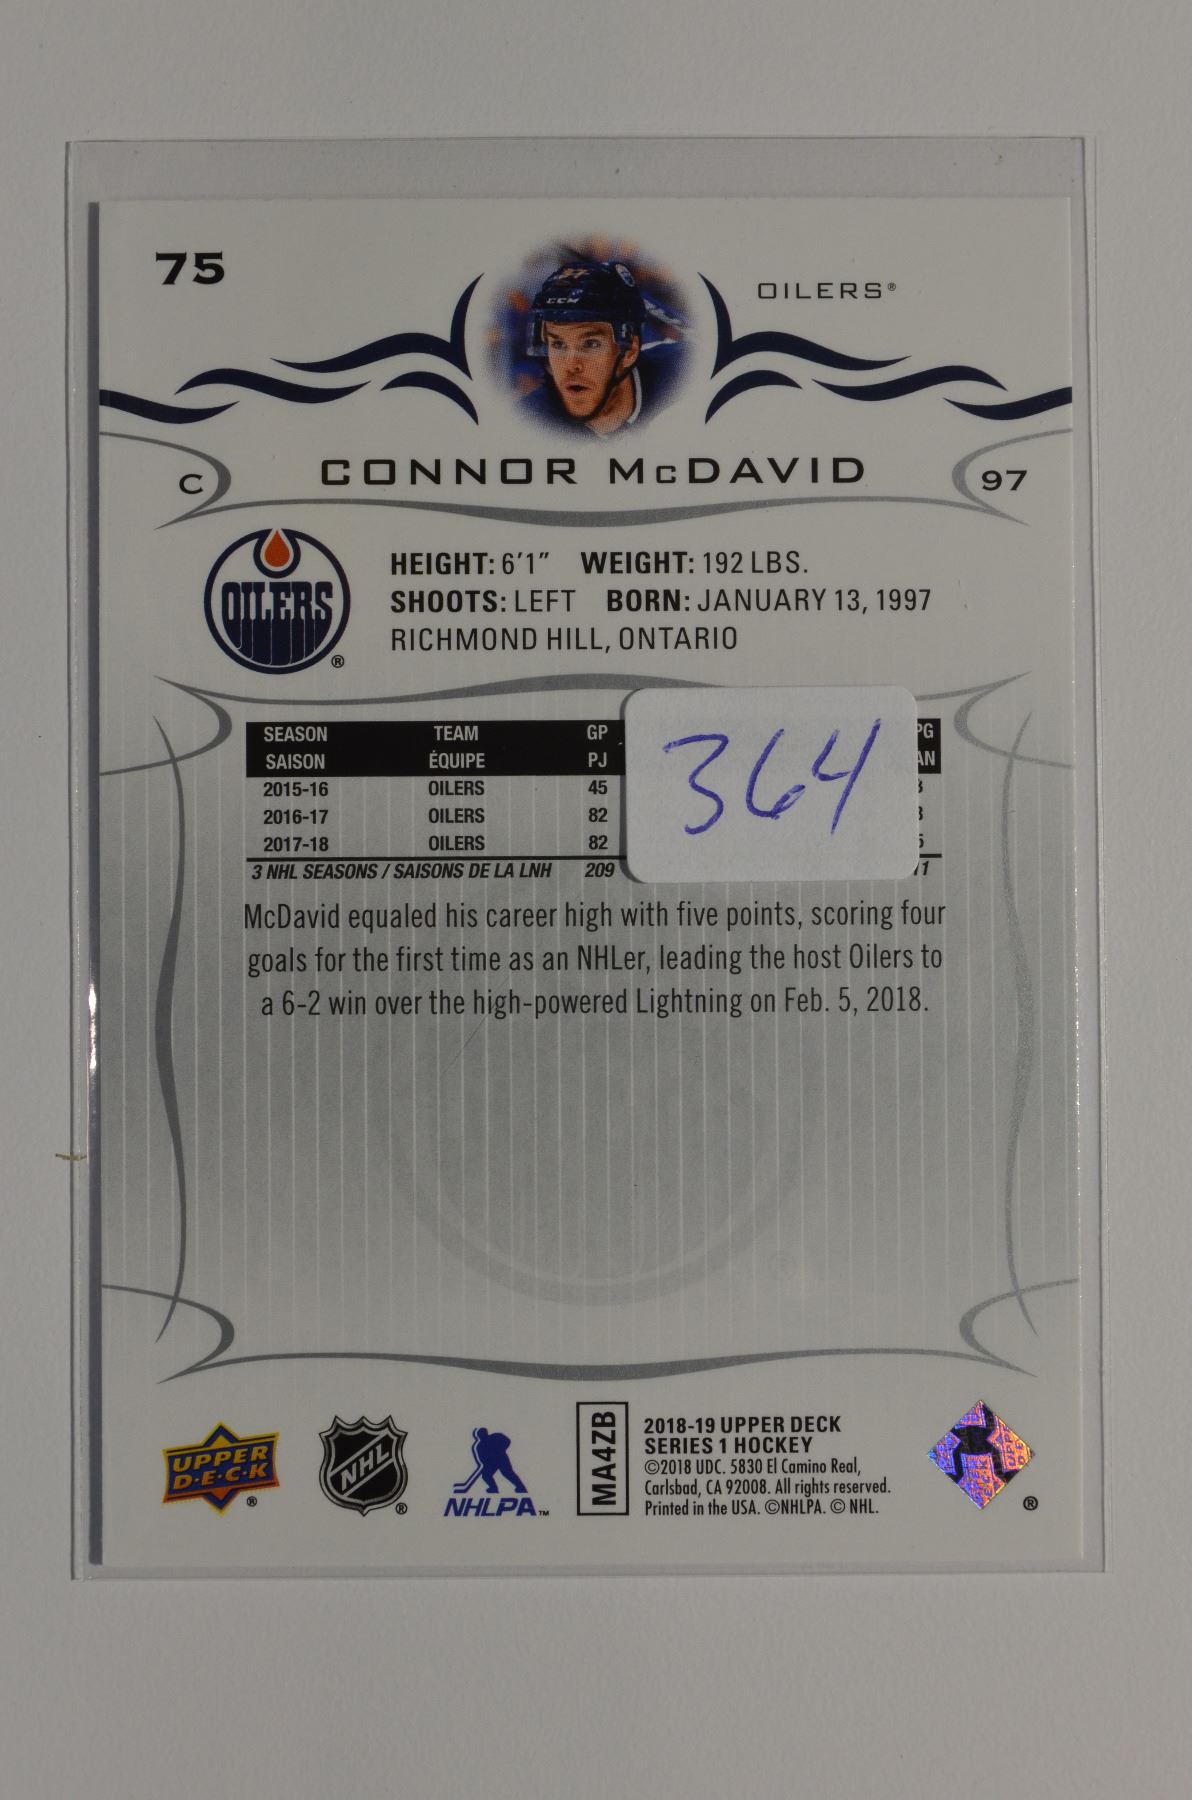 75
OILERS®
CCM
C
CONNOR McDAVID
97
OILERS
®
HEIGHT: 6'1" WEIGHT: 192 LBS.
SHOOTS: LEFT BORN: JANUARY 13, 1997
RICHMOND HILL, ONTARIO
SEASON TEAM GP
SAISON ÉQUIPE PJ
2015-16 OILERS 45
2016-17 OILERS 82
2017-18 OILERS 82
3 NHL SEASONS / SAISONS DE LA LNH 209
364
McDavid equaled his career high with five points, scoring four
goals for the first time as an NHLer, leading the host Oilers to
a 6-2 win over the high-powered Lightning on Feb. 5, 2018.
UPPER
D·E·C·K
®
NHL
®
NHLPA™
MA4ZB
2018-19 UPPER DECK
SERIES 1 HOCKEY
©2018 UDC. 5830 El Camino Real,
Carlsbad, CA 92008. All rights reserved.
Printed in the USA. ©NHLPA. © NHL.
®